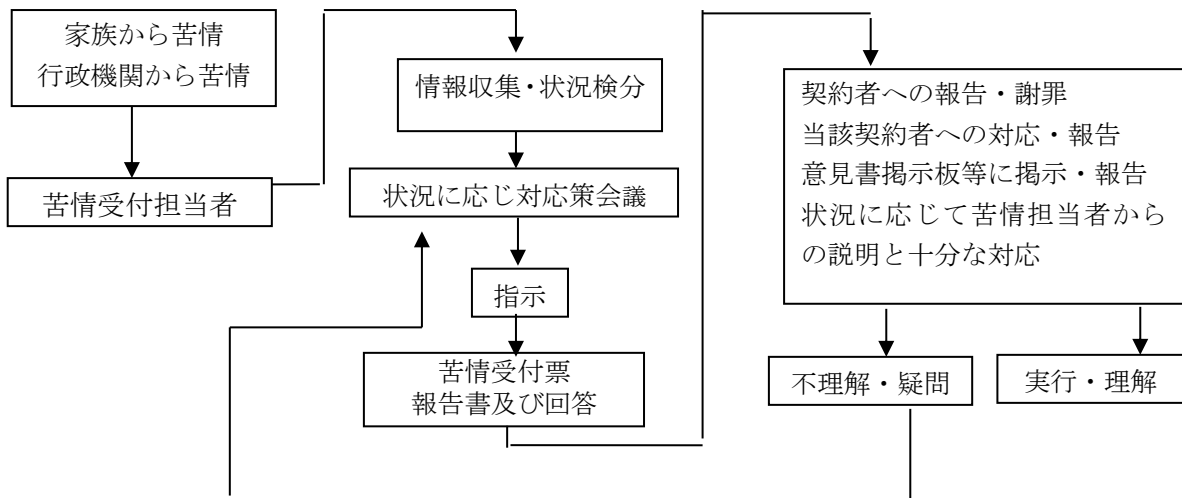 家族から苦情
行政機関から苦情
苦情受付担当者
情報収集・状況検分
状況に応じ対応策会議
指示
苦情受付票
報告書及び回答
契約者への報告・謝罪
当該契約者への対応・報告
意見書掲示板等に掲示・報告
状況に応じて苦情担当者から
の説明と十分な対応
不理解・疑問
実行・理解